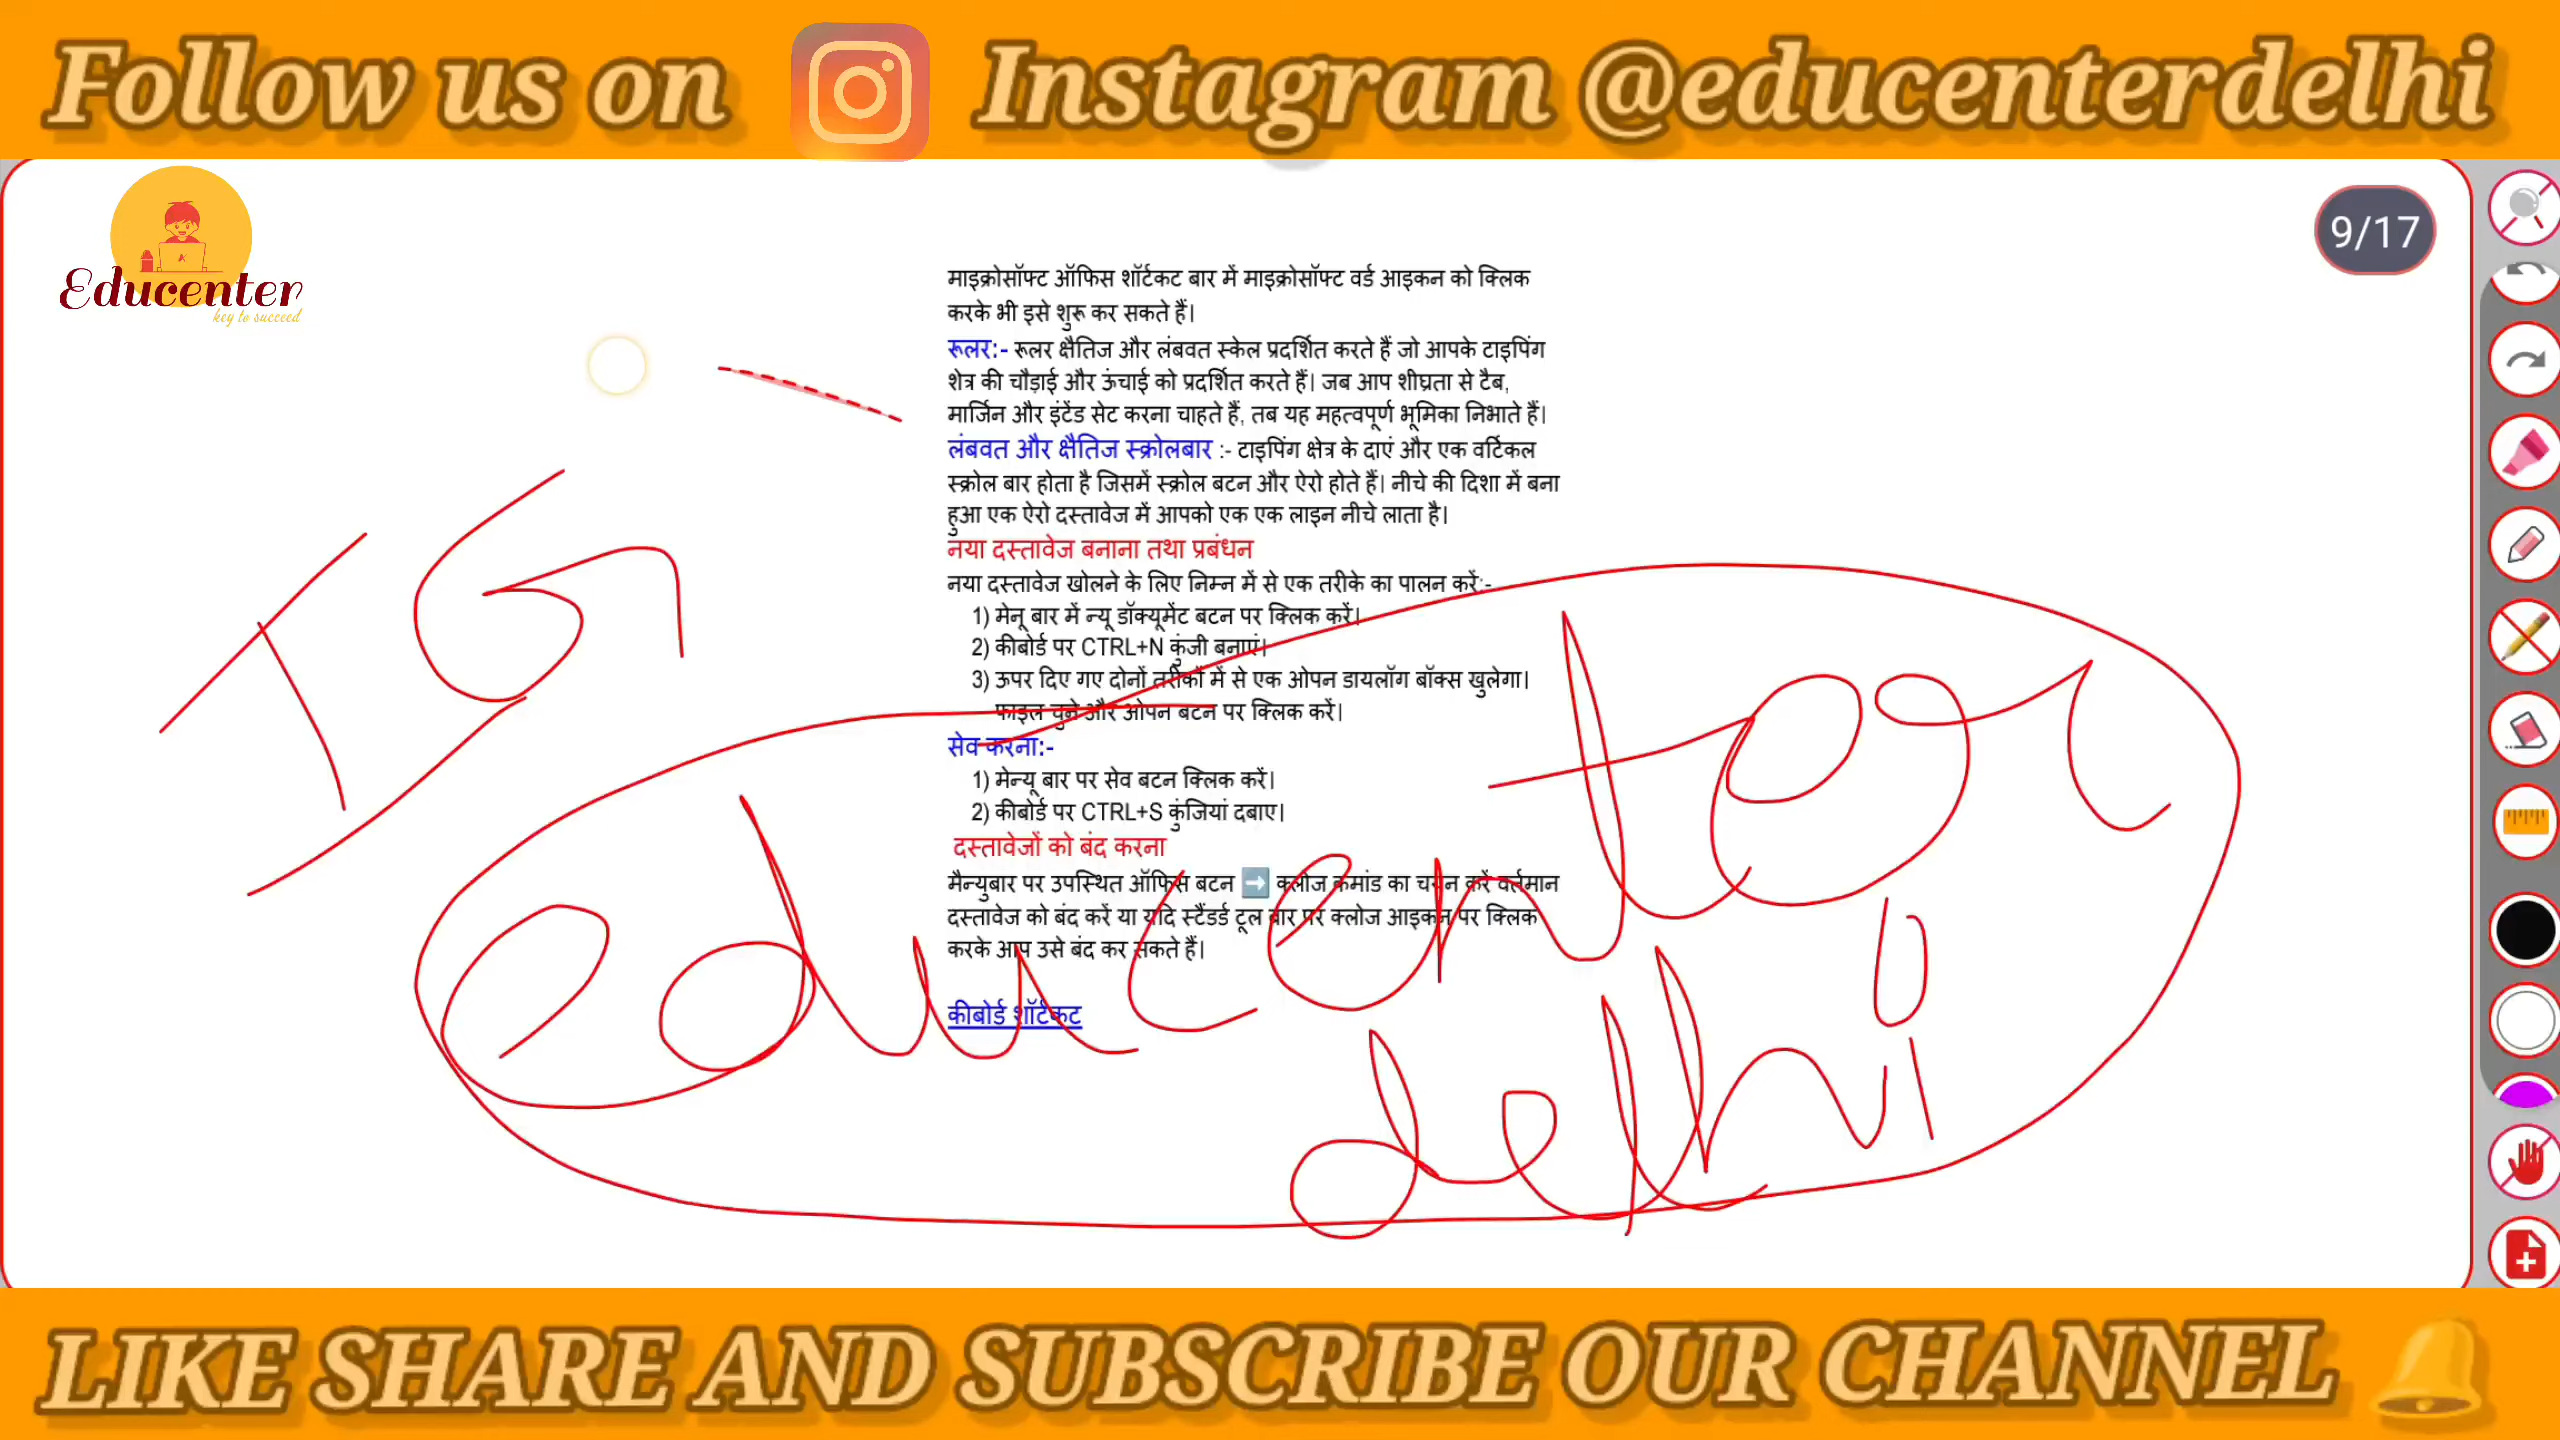 Follow us on Instagram @educenterdelhi
Educenter
key to succeed
9/17
माइक्रोसॉफ्ट ऑफिस शॉर्टकट बार में माइक्रोसॉफ्ट वर्ड आइकन को क्लिक
करके भी इसे शुरू कर सकते हैं।
रूलर:- रूलर क्षैतिज और लंबवत स्केल प्रदर्शित करते हैं जो आपके टाइपिंग
शेत्र की चौड़ाई और ऊंचाई को प्रदर्शित करते हैं। जब आप शीघ्रता से टैब,
मार्जिन और इंटेंड सेट करना चाहते हैं, तब यह महत्वपूर्ण भूमिका निभाते हैं।
लंबवत और क्षैतिज स्क्रोलबार :- टाइपिंग क्षेत्र के दाएं और एक वर्टिकल
स्क्रोल बार होता है जिसमें स्क्रोल बटन और ऐरो होते हैं। नीचे की दिशा में बना
हुआ एक ऐरो दस्तावेज में आपको एक एक लाइन नीचे लाता है।
नया दस्तावेज बनाना तथा प्रबंधन
नया दस्तावेज खोलने के लिए निम्न में से एक तरीके का पालन करें:-
1) मेनू बार में न्यू डॉक्यूमेंट बटन पर क्लिक करें।
2) कीबोर्ड पर CTRL+N कुंजी बनाएं।
3) ऊपर दिए गए दोनों तरीकों में से एक ओपन डायलॉग बॉक्स खुलेगा।
फाइल चुने और ओपन बटन पर क्लिक करें।
सेव करना:-
1) मेन्यू बार पर सेव बटन क्लिक करें।
2) कीबोर्ड पर CTRL+S कुंजियां दबाए।
दस्तावेजों को बंद करना
मैन्युबार पर उपस्थित ऑफिस बटन ➡ क्लोज कमांड का चयन करें वर्तमान
दस्तावेज को बंद करें या यदि स्टैंडर्ड टूल बार पर क्लोज आइकन पर क्लिक
करके आप उसे बंद कर सकते हैं।
कीबोर्ड शॉर्टकट
IG
educenter
delhi
LIKE SHARE AND SUBSCRIBE OUR CHANNEL